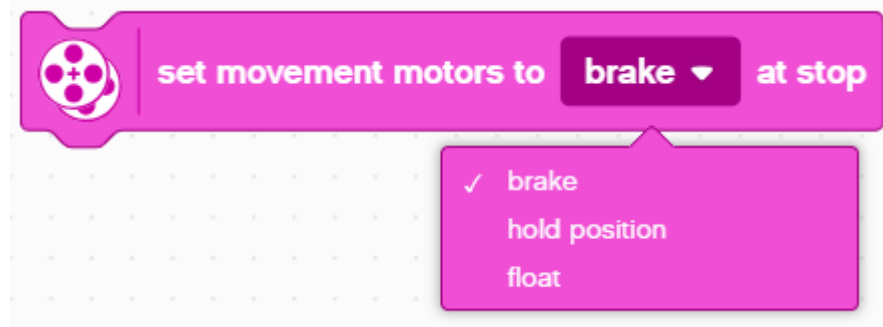 set movement motors to brake at stop
brake
hold position
float